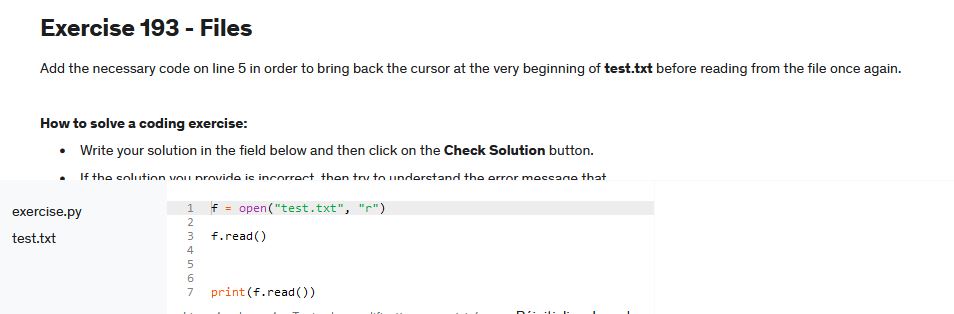 Exercise 193 - Files
Add the necessary code on line 5 in order to bring back the cursor at the very beginning of test.txt before reading from the file once again.
How to solve a coding exercise:
• Write your solution in the field below and then click on the Check Solution button.
• If the solution you provide is incorrect, then try to understand the error message that
exercise.py
test.txt
1 f = open("test.txt", "r")
2
3 f.read()
4
5
6
7 print(f.read())